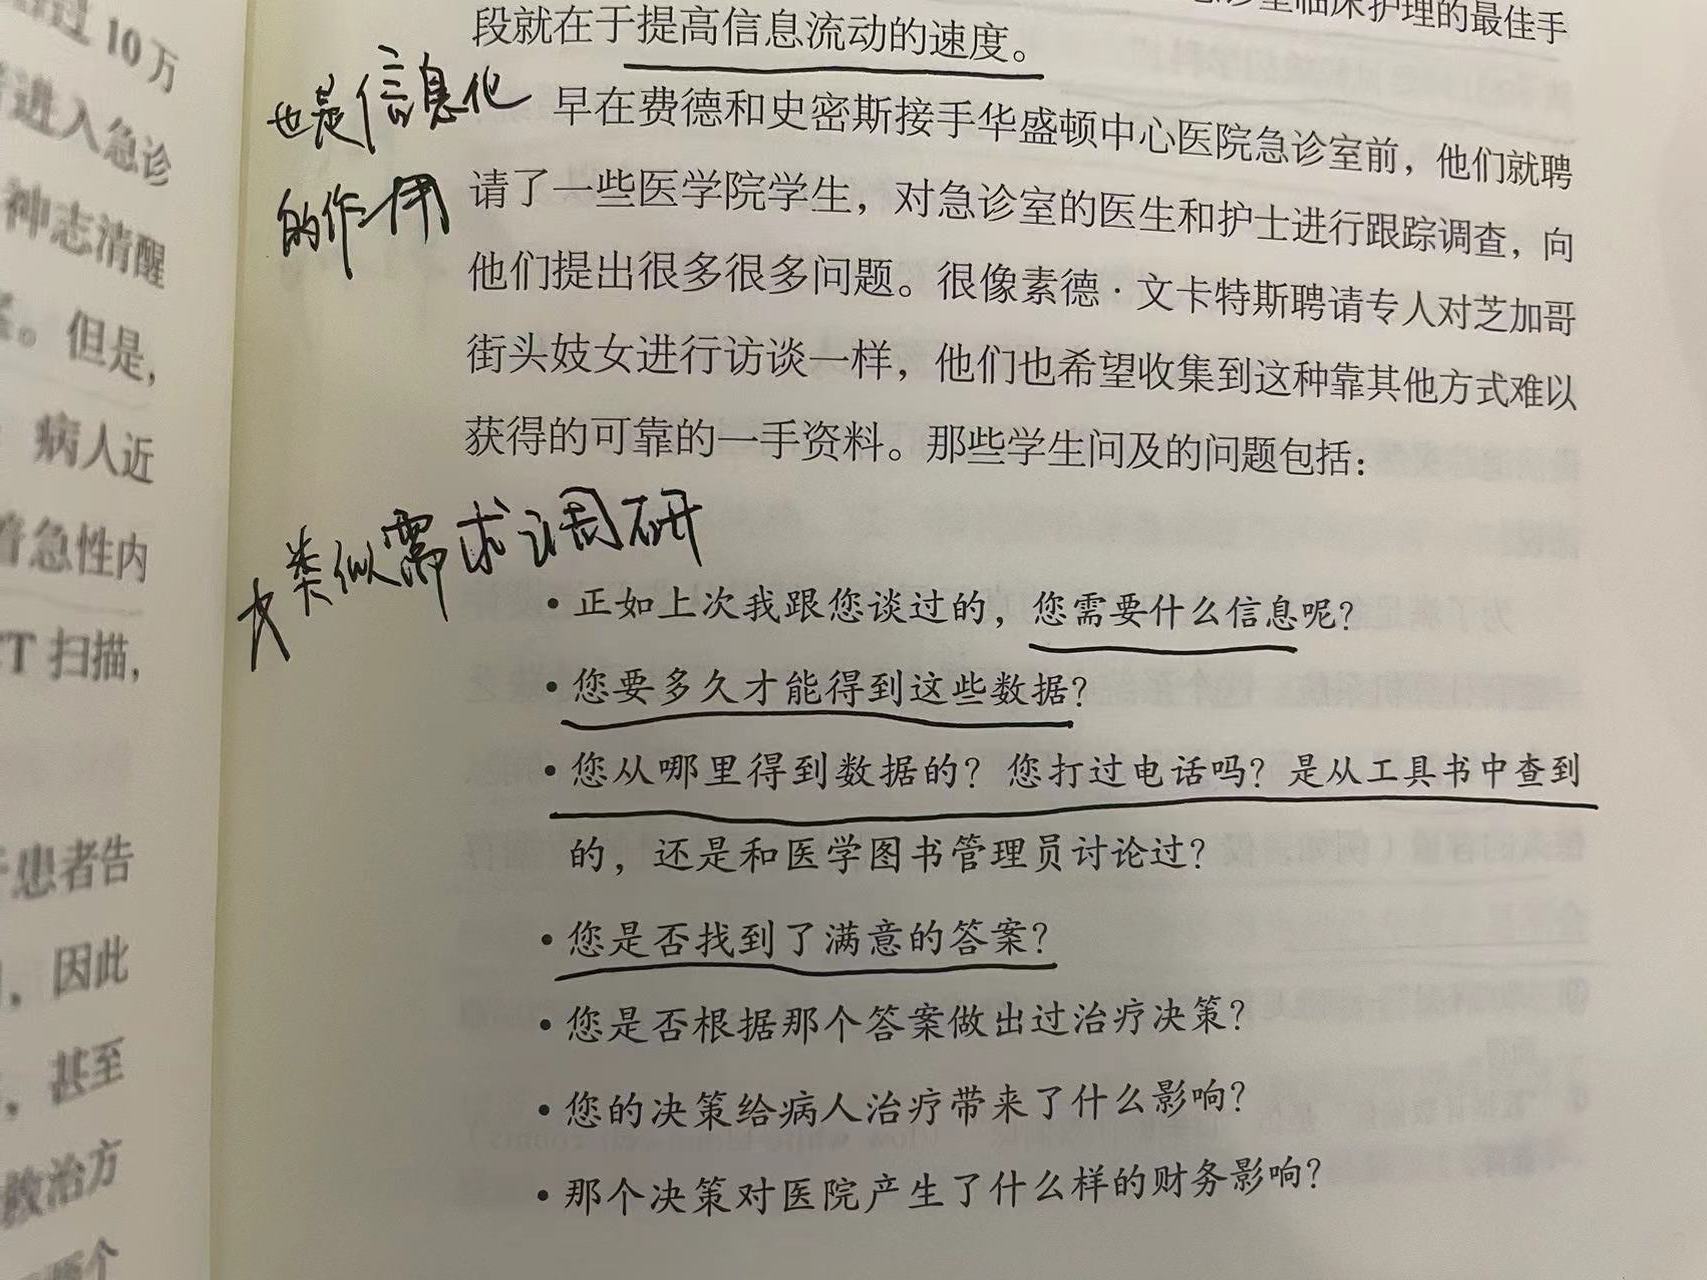 过 10 万
进入急诊
神志清醒
。但是，
病人近
着急性内
CT 扫描，
患者告
，因此
，甚至
救治方
临床护理的最佳手
段就在于提高信息流动的速度。
也是信息化
的作用
早在费德和史密斯接手华盛顿中心医院急诊室前，他们就聘
请了一些医学院学生，对急诊室的医生和护士进行跟踪调查，向
他们提出很多很多问题。很像素德·文卡特斯聘请专人对芝加哥
街头妓女进行访谈一样，他们也希望收集到这种靠其他方式难以
获得的可靠的一手资料。那些学生问及的问题包括：
类似需求调研
• 正如上次我跟您谈过的，您需要什么信息呢？
• 您要多久才能得到这些数据？
• 您从哪里得到数据的？您打过电话吗？是从工具书中查到
的，还是和医学图书管理员讨论过？
• 您是否找到了满意的答案？
• 您是否根据那个答案做出过治疗决策？
• 您的决策给病人治疗带来了什么影响？
• 那个决策对医院产生了什么样的财务影响？